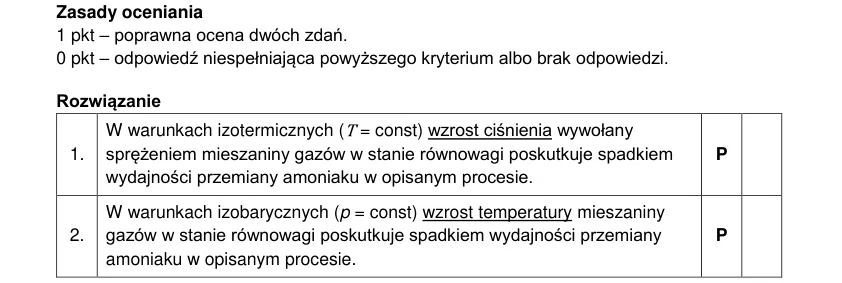 Zasady oceniania
1 pkt – poprawna ocena dwóch zdań.
0 pkt – odpowiedź niespełniająca powyższego kryterium albo brak odpowiedzi.
Rozwiązanie
1.
W warunkach izotermicznych (T = const) wzrost ciśnienia wywołany
sprężeniem mieszaniny gazów w stanie równowagi poskutkuje spadkiem
wydajności przemiany amoniaku w opisanym procesie.
P
2.
W warunkach izobarycznych (p = const) wzrost temperatury mieszaniny
gazów w stanie równowagi poskutkuje spadkiem wydajności przemiany
amoniaku w opisanym procesie.
P